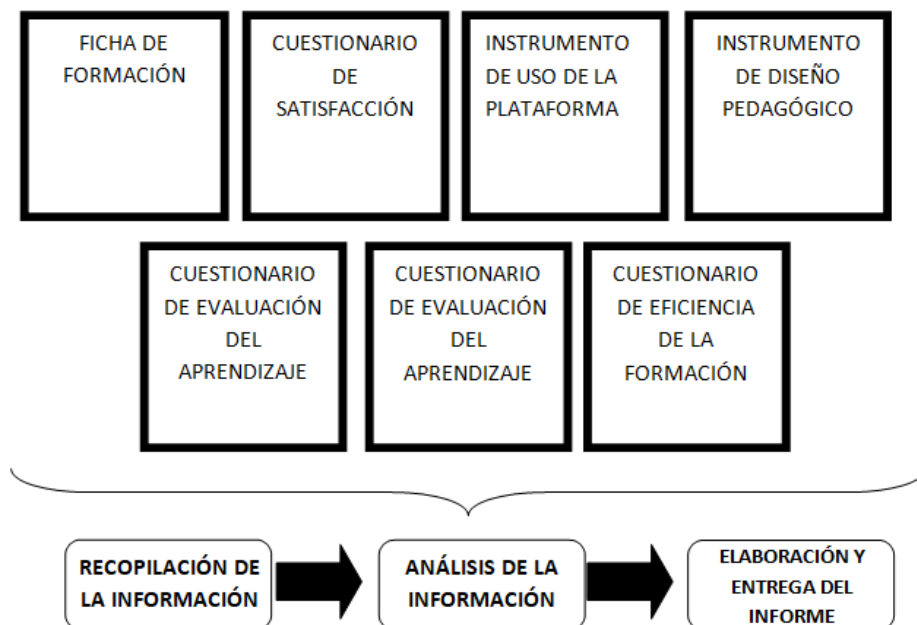 FICHA DE
FORMACIÓN
CUESTIONARIO
DE
SATISFACCIÓN
INSTRUMENTO
DE USO DE LA
PLATAFORMA
INSTRUMENTO
DE DISEÑO
PEDAGÓGICO
CUESTIONARIO
DE EVALUACIÓN
DEL
APRENDIZAJE
CUESTIONARIO
DE EVALUACIÓN
DEL
APRENDIZAJE
CUESTIONARIO
DE EFICIENCIA
DE LA
FORMACIÓN
RECOPILACIÓN DE
LA INFORMACIÓN
ANÁLISIS DE LA
INFORMACIÓN
ELABORACIÓN Y
ENTREGA DEL
INFORME